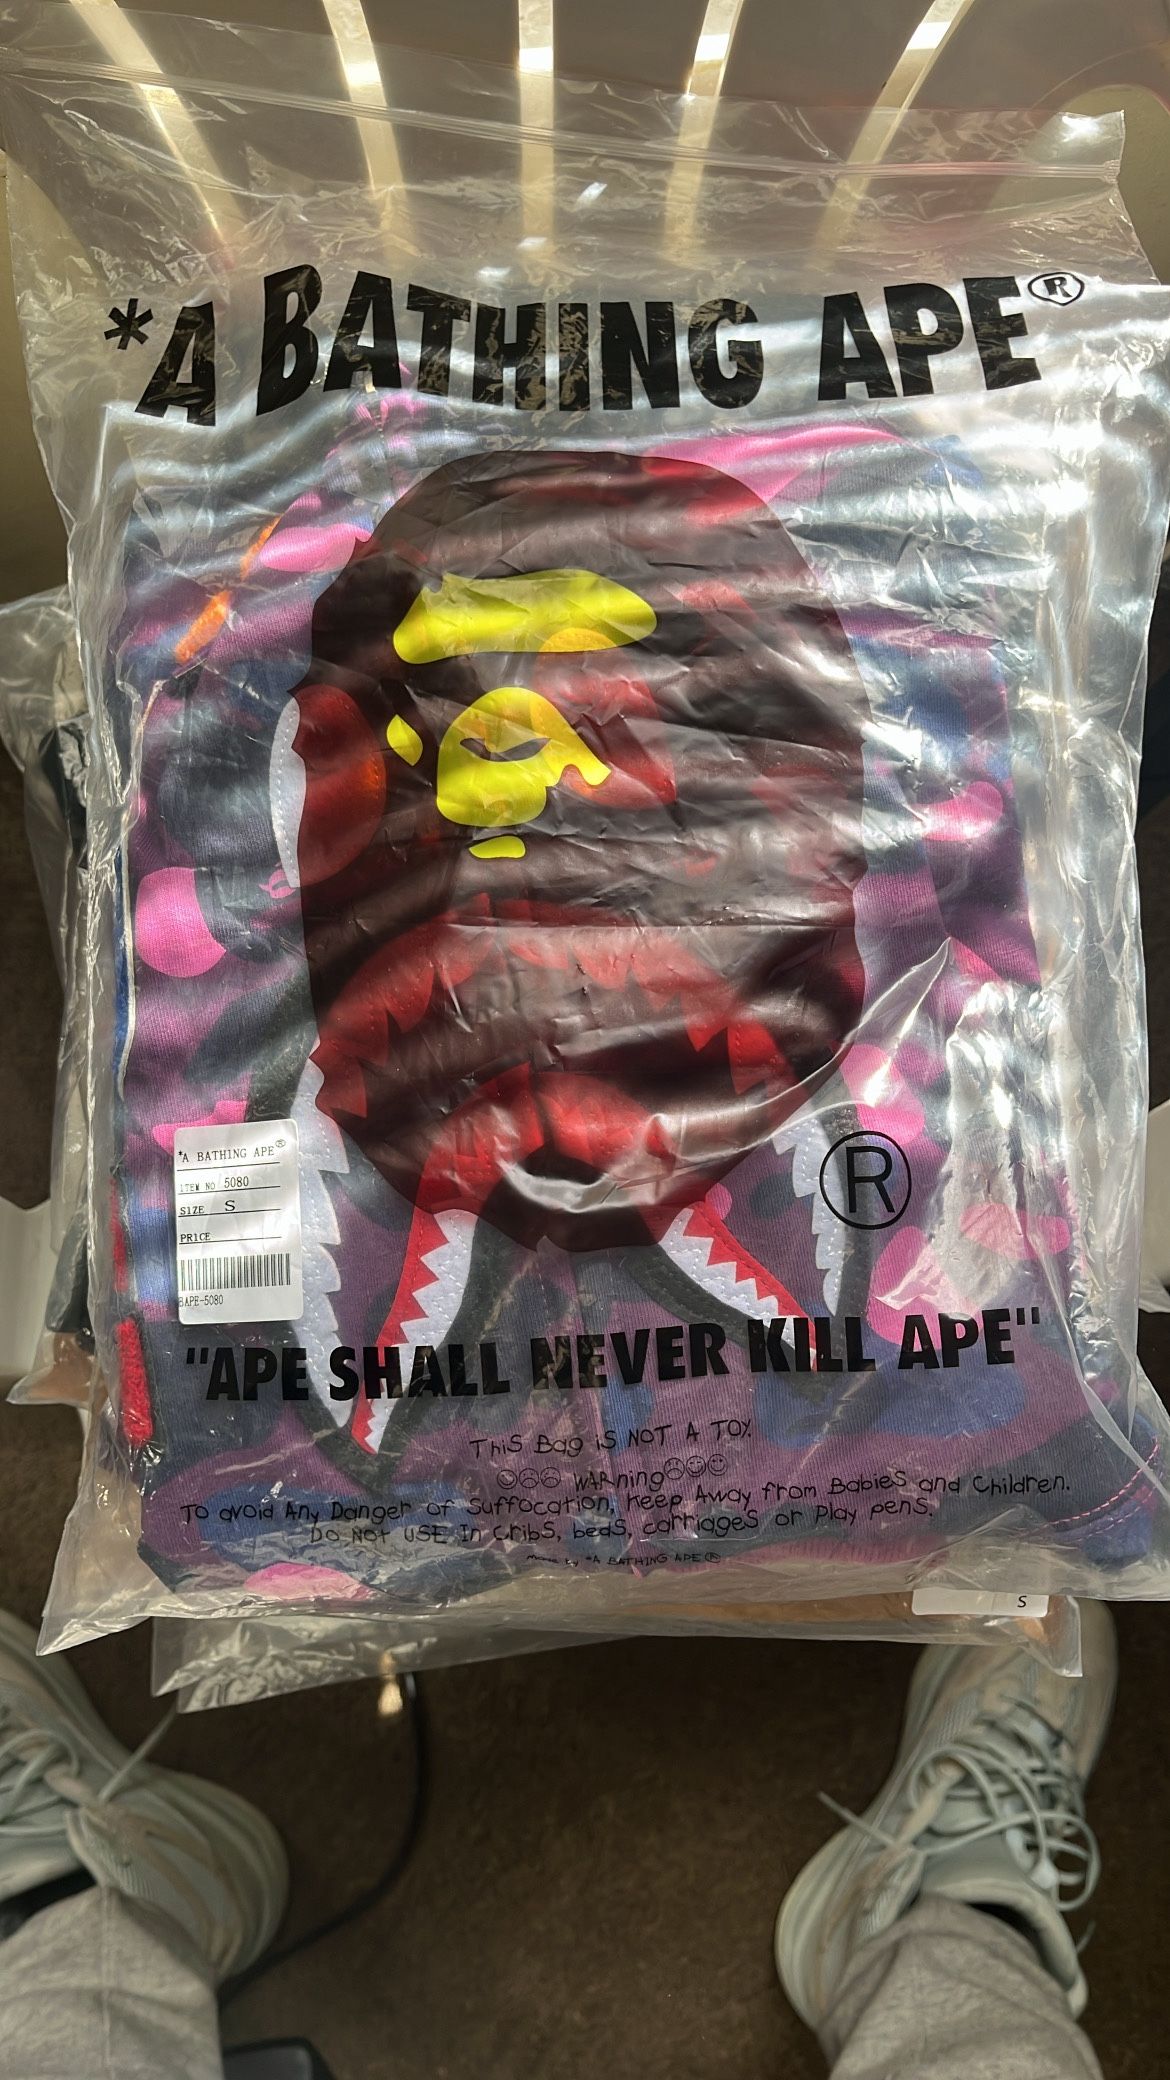 *A BATHING APE®
*A BATHING APE®
ITEM NO 5080
SIZE S
PRICE
BAPE-5080
R
"APE SHALL NEVER KILL APE"
THiS Bag iS NOT A TOY.
WARning
TO avoid Any Danger of Suffocation, Keep Away from Babies and Children.
DO NOT USE In CribS, bedS, carriageS or Play penS.
made by *A BATHING APE®
S